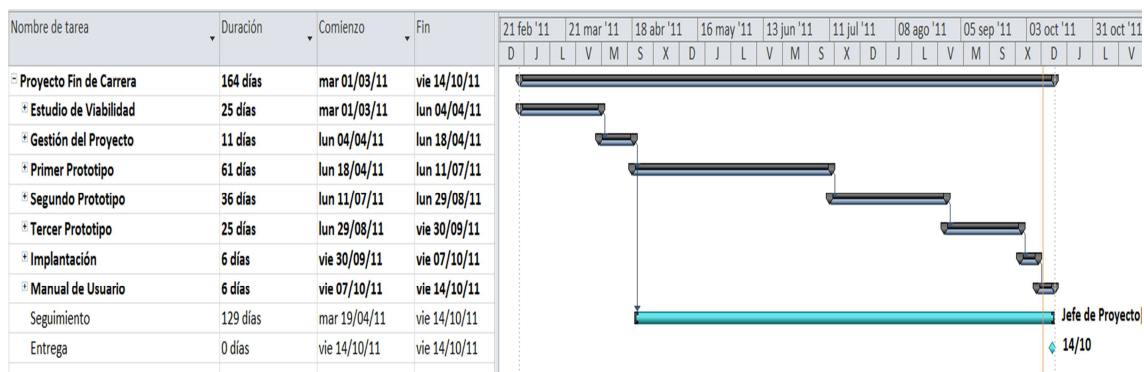 Nombre de tarea Duración Comienzo Fin 21 feb '11 21 mar '11 18 abr '11 16 may '11 13 jun '11 11 jul '11 08 ago '11 05 sep '11 03 oct '11 31 oct '11
D J L V M S X D J L V M S X D J L V M S X D J L V
Proyecto Fin de Carrera 164 días mar 01/03/11 vie 14/10/11
Estudio de Viabilidad 25 días mar 01/03/11 lun 04/04/11
Gestión del Proyecto 11 días lun 04/04/11 lun 18/04/11
Primer Prototipo 61 días lun 18/04/11 lun 11/07/11
Segundo Prototipo 36 días lun 11/07/11 lun 29/08/11
Tercer Prototipo 25 días lun 29/08/11 vie 30/09/11
Implantación 6 días vie 30/09/11 vie 07/10/11
Manual de Usuario 6 días vie 07/10/11 vie 14/10/11
Seguimiento 129 días mar 19/04/11 vie 14/10/11 Jefe de Proyecto
Entrega 0 días vie 14/10/11 vie 14/10/11 14/10